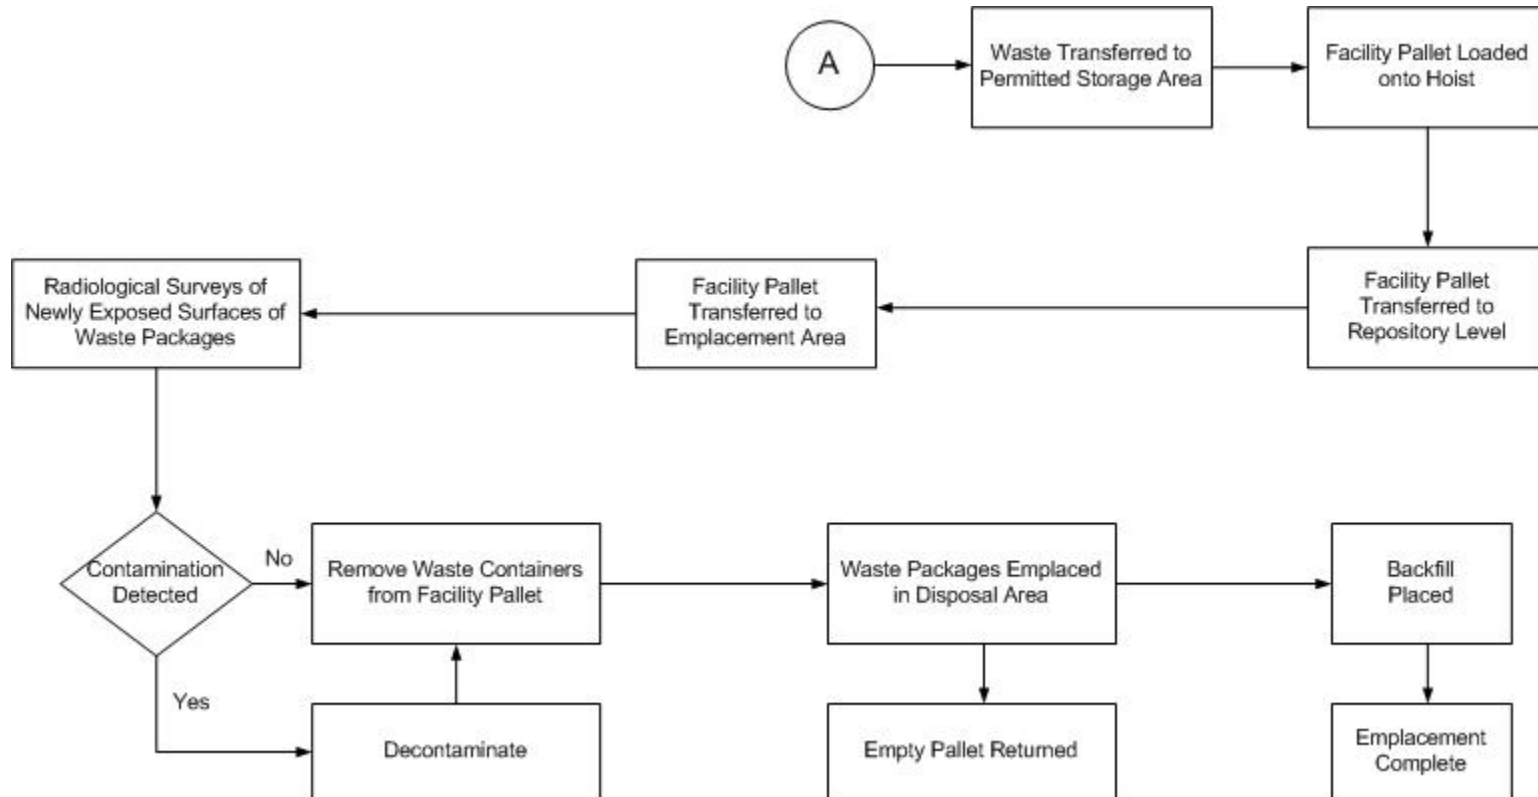 A
Waste Transferred to
Permitted Storage Area
Facility Pallet Loaded
onto Hoist
Facility Pallet
Transferred to
Repository Level
Facility Pallet
Transferred to
Emplacement Area
Radiological Surveys of
Newly Exposed Surfaces of
Waste Packages
Contamination
Detected
No
Yes
Remove Waste Containers
from Facility Pallet
Decontaminate
Waste Packages Emplaced
in Disposal Area
Empty Pallet Returned
Backfill
Placed
Emplacement
Complete